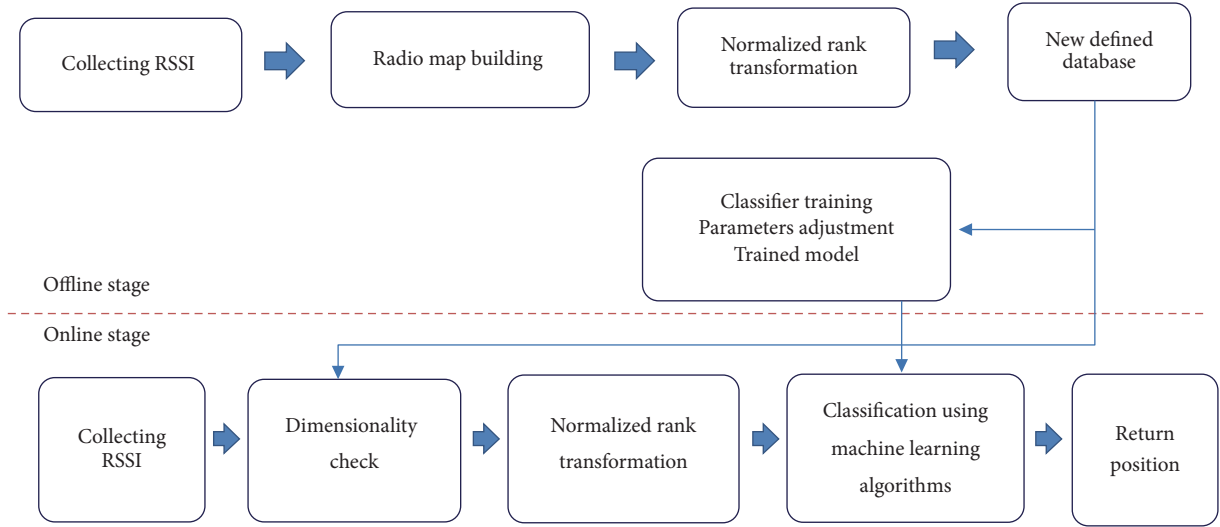 Collecting RSSI
Radio map building
Normalized rank
transformation
New defined
database
Classifier training
Parameters adjustment
Trained model
Offline stage
Online stage
Collecting
RSSI
Dimensionality
check
Normalized rank
transformation
Classification using
machine learning
algorithms
Return
position